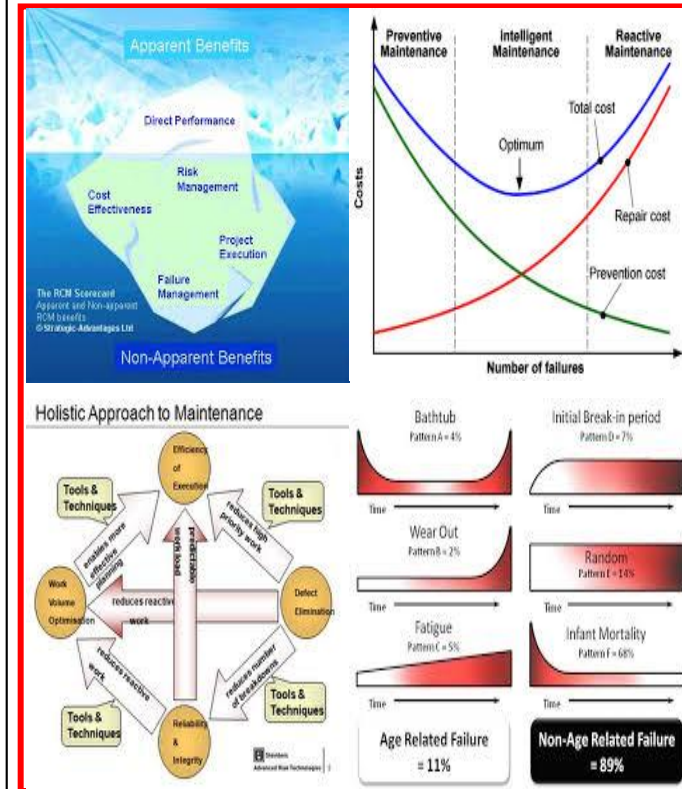 Apparent Benefits
Direct Performance
Risk
Management
Cost
Effectiveness
Project
Execution
Failure
Management
The RCM Scorecard
Apparent and Non-apparent
RCM benefits
© Strategic-Advantages Ltd
Non-Apparent Benefits
Preventive
Maintenance
Intelligent
Maintenance
Reactive
Maintenance
Total cost
Optimum
Costs
Repair cost
Prevention cost
Number of failures
Holistic Approach to Maintenance
Efficiency
of
Execution
Tools &
Techniques
Tools &
Techniques
enables more
effective
planning
predictable
workload
reduces high
priority work
Work
Volume
Optimisation
reduces reactive
work
Defect
Elimination
reduces reactive
work
reduces number
of breakdowns
Tools &
Techniques
Tools &
Techniques
Reliability
&
Integrity
Advanced Risk Technologies
Bathtub
Pattern A = 4%
Time
Wear Out
Pattern B = 2%
Time
Fatigue
Pattern C = 5%
Time
Age Related Failure
= 11%
Initial Break-in period
Pattern D = 7%
Time
Random
Pattern E = 14%
Time
Infant Mortality
Pattern F = 68%
Time
Non-Age Related Failure
= 89%